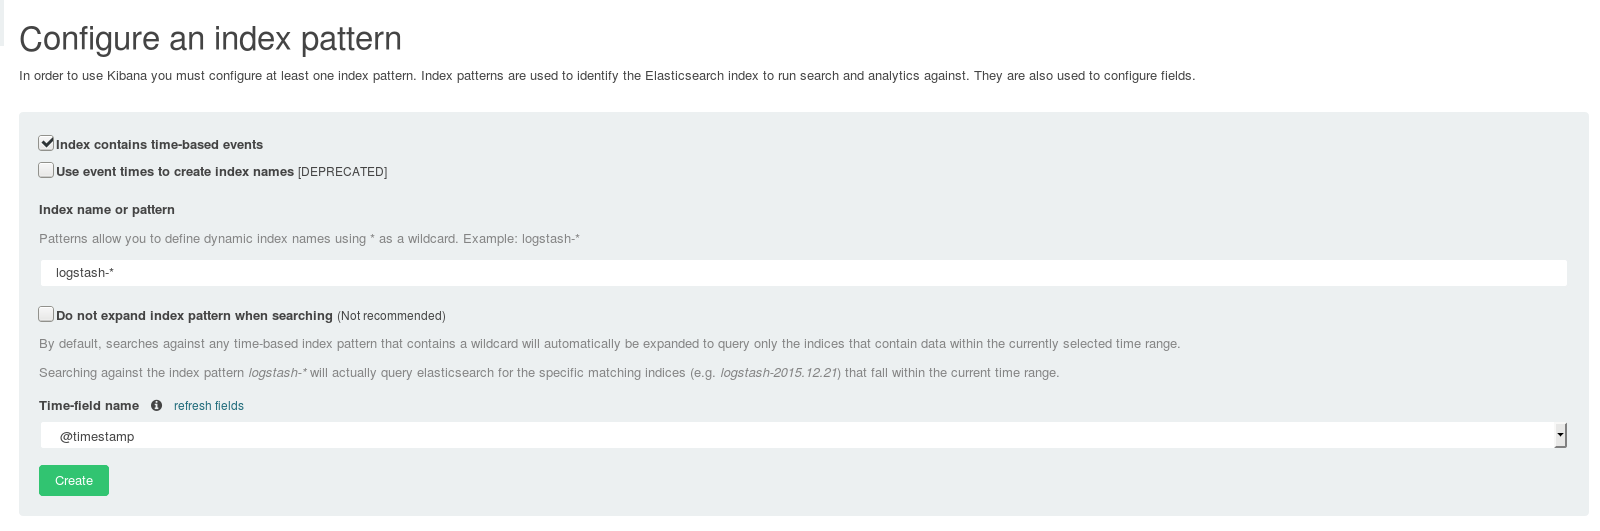 Configure an index pattern
In order to use Kibana you must configure at least one index pattern. Index patterns are used to identify the Elasticsearch index to run search and analytics against. They are also used to configure fields.
Index contains time-based events
Use event times to create index names [DEPRECATED]
Index name or pattern
Patterns allow you to define dynamic index names using * as a wildcard. Example: logstash-*
logstash-*
Do not expand index pattern when searching (Not recommended)
By default, searches against any time-based index pattern that contains a wildcard will automatically be expanded to query only the indices that contain data within the currently selected time range.
Searching against the index pattern logstash-* will actually query elasticsearch for the specific matching indices (e.g. logstash-2015.12.21) that fall within the current time range.
Time-field name refresh fields
@timestamp
Create